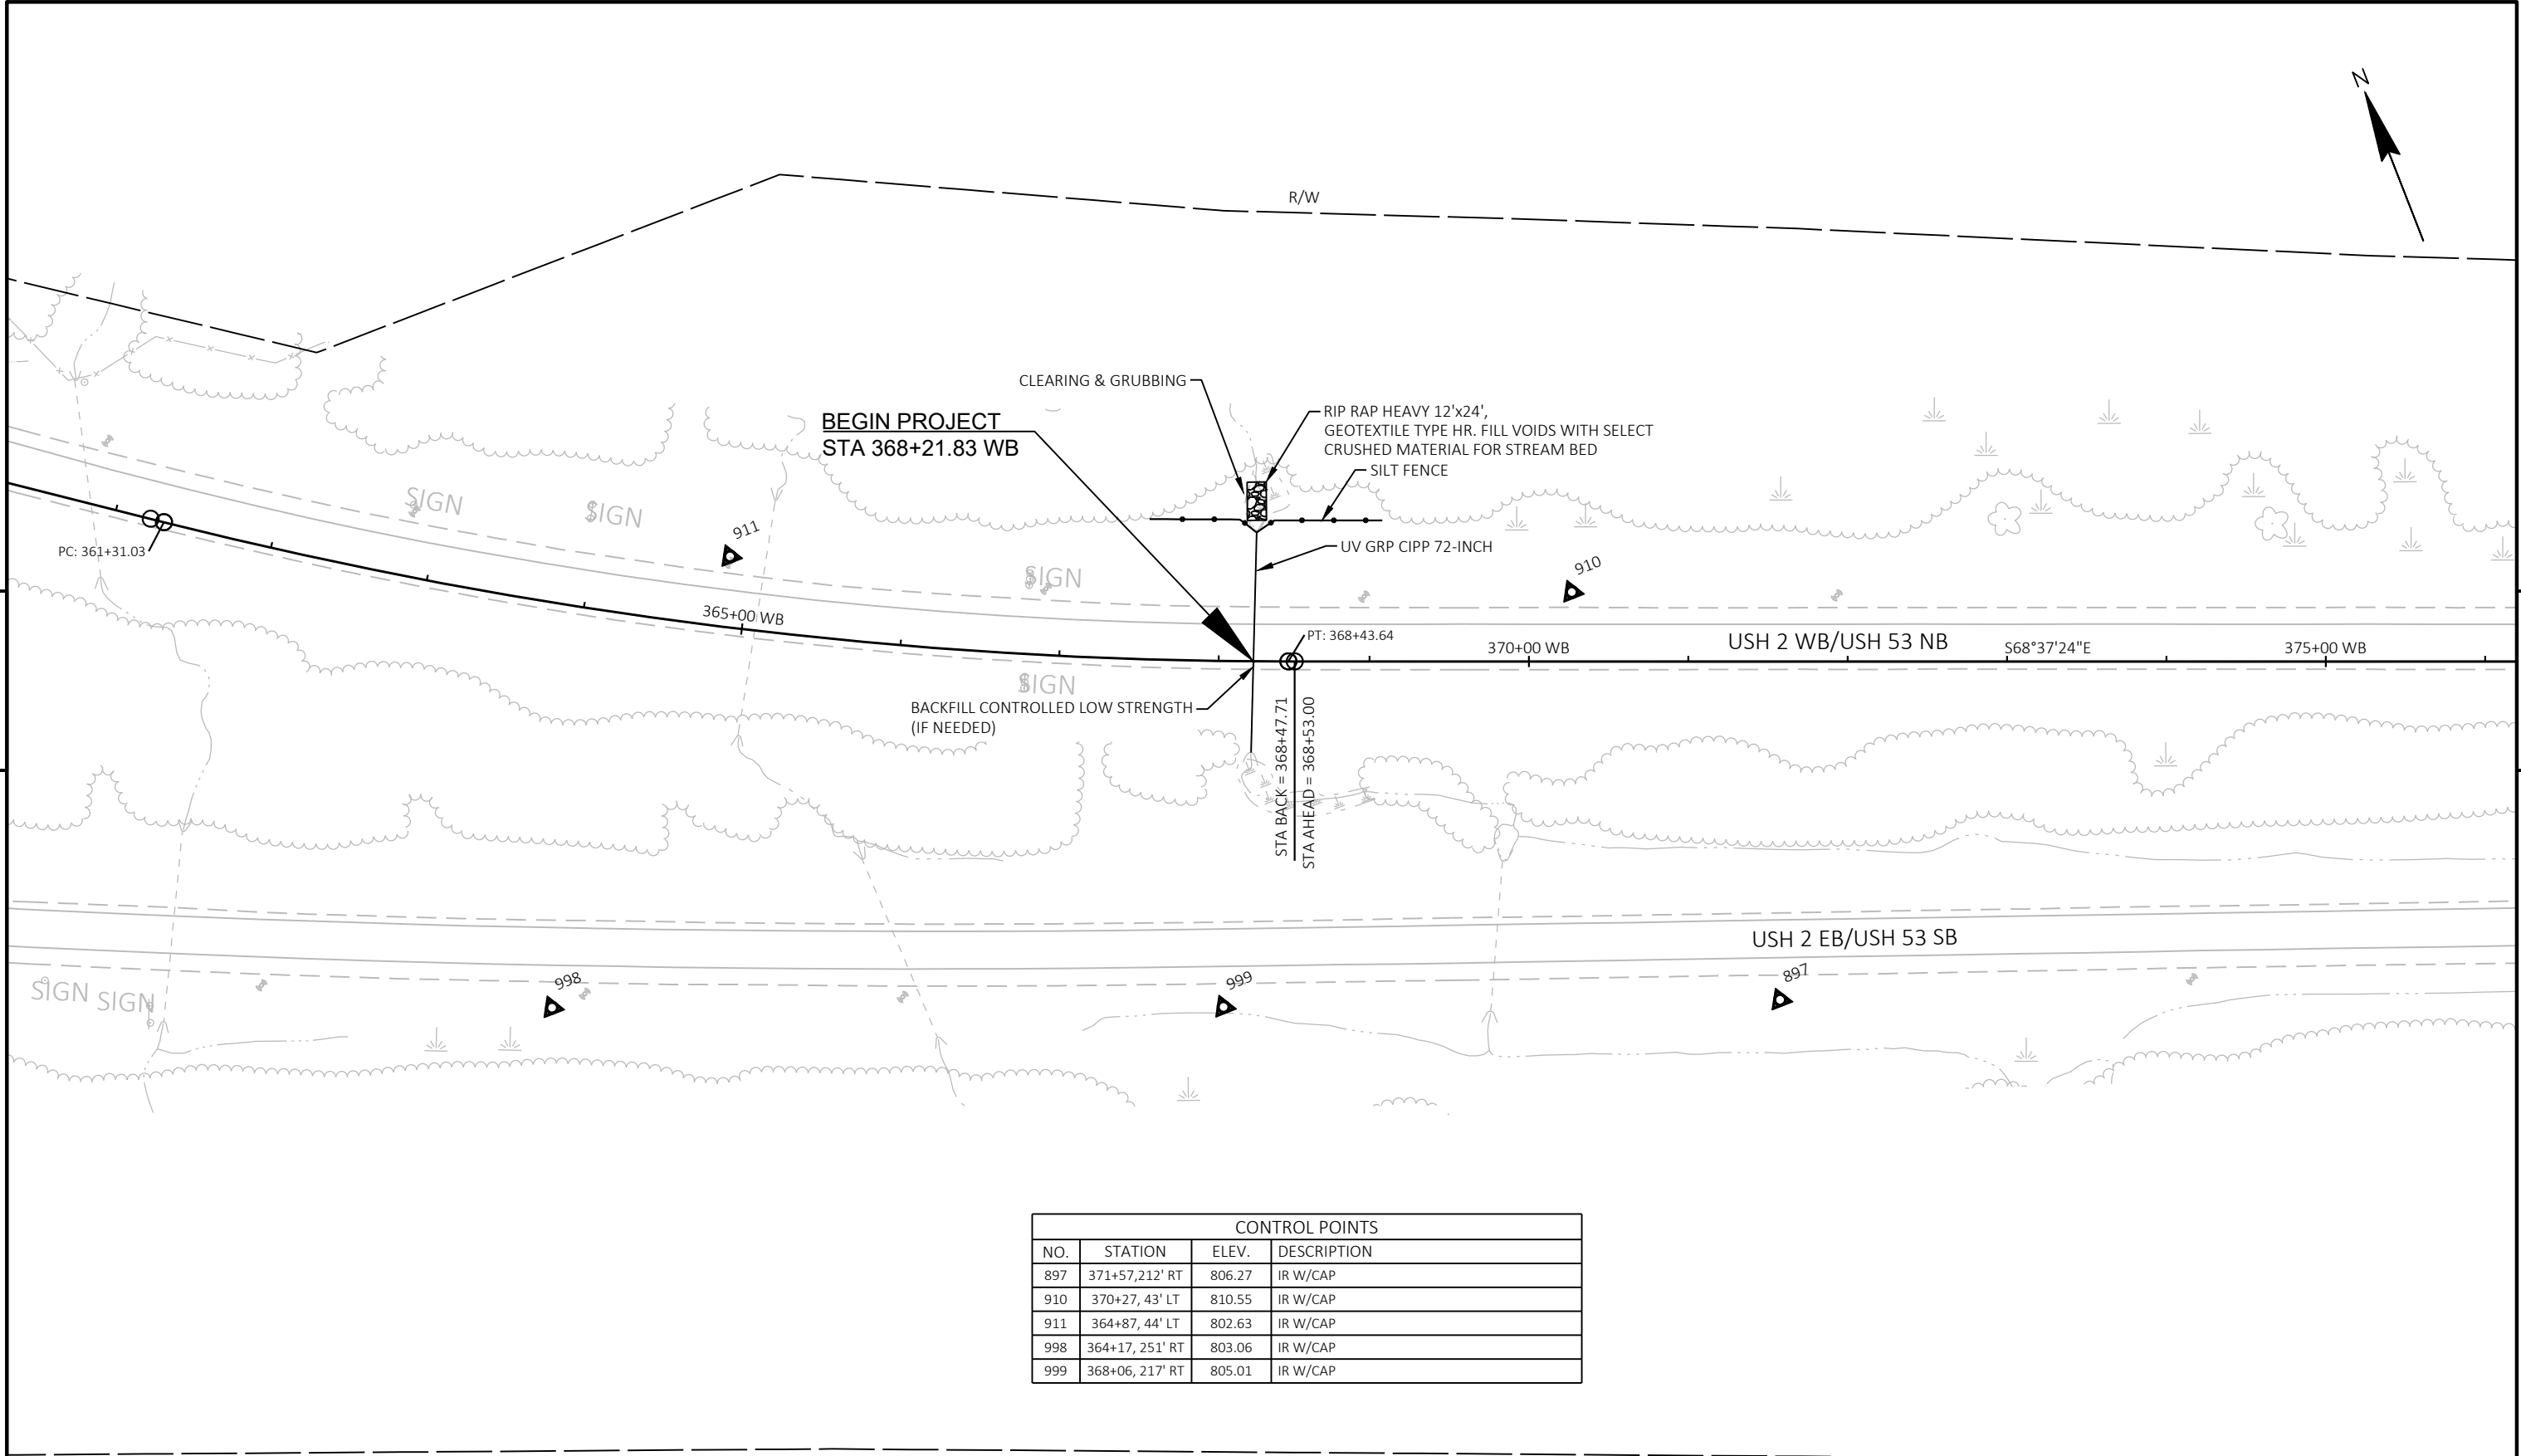 N
R/W
CLEARING & GRUBBING
RIP RAP HEAVY 12'x24',
GEOTEXTILE TYPE HR. FILL VOIDS WITH SELECT
CRUSHED MATERIAL FOR STREAM BED
SILT FENCE
BEGIN PROJECT
STA 368+21.83 WB
SIGN
SIGN
911
PC: 361+31.03
UV GRP CIPP 72-INCH
SIGN
910
365+00 WB
PT: 368+43.64
370+00 WB
USH 2 WB/USH 53 NB
S68°37'24"E
375+00 WB
SIGN
BACKFILL CONTROLLED LOW STRENGTH
(IF NEEDED)
STA BACK = 368+47.71
STA AHEAD = 368+53.00
USH 2 EB/USH 53 SB
SIGN
SIGN
998
999
897
CONTROL POINTS
NO. STATION ELEV. DESCRIPTION
897 371+57,212' RT 806.27 IR W/CAP
910 370+27, 43' LT 810.55 IR W/CAP
911 364+87, 44' LT 802.63 IR W/CAP
998 364+17, 251' RT 803.06 IR W/CAP
999 368+06, 217' RT 805.01 IR W/CAP